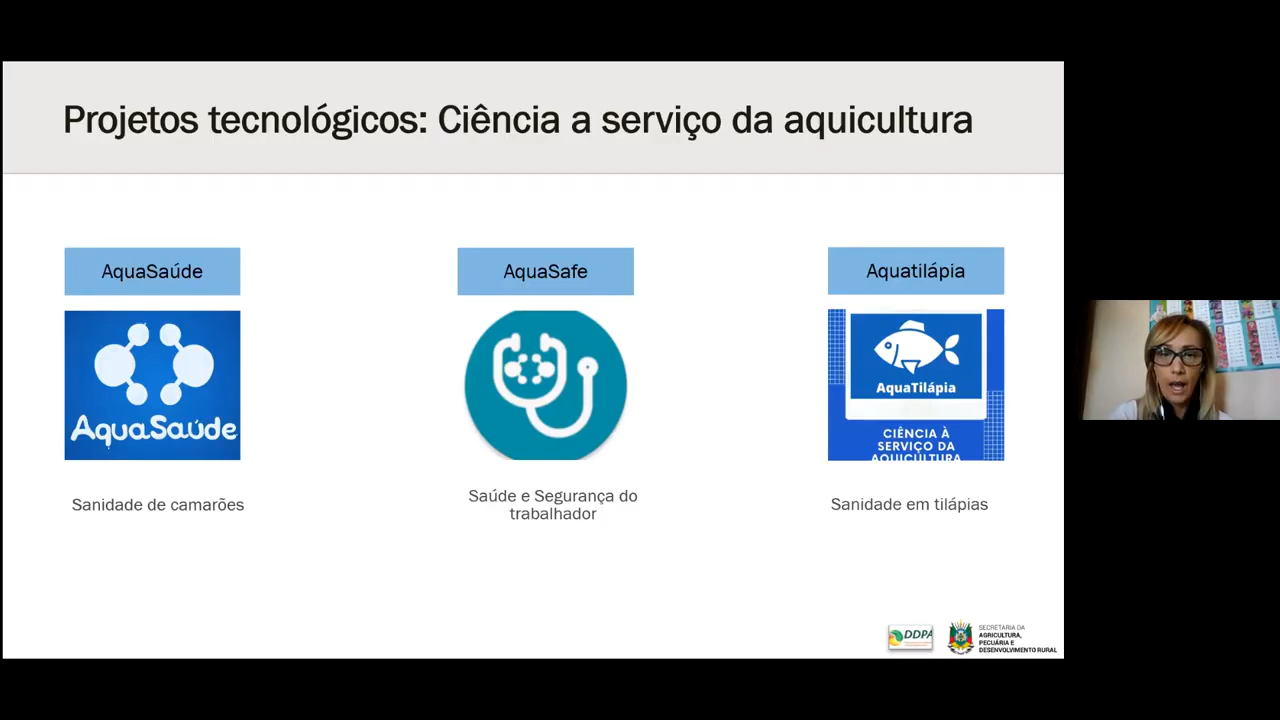 Projetos tecnológicos: Ciência a serviço da aquicultura
AquaSaúde
AquaSafe
Aquatilápia
AquaSaúde
AquaTilápia
CIÊNCIA À
SERVIÇO DA
AQUICULTURA
Sanidade de camarões
Saúde e Segurança do
trabalhador
Sanidade em tilápias
DDPA
SECRETARIA DA
AGRICULTURA,
PECUÁRIA E
DESENVOLVIMENTO RURAL